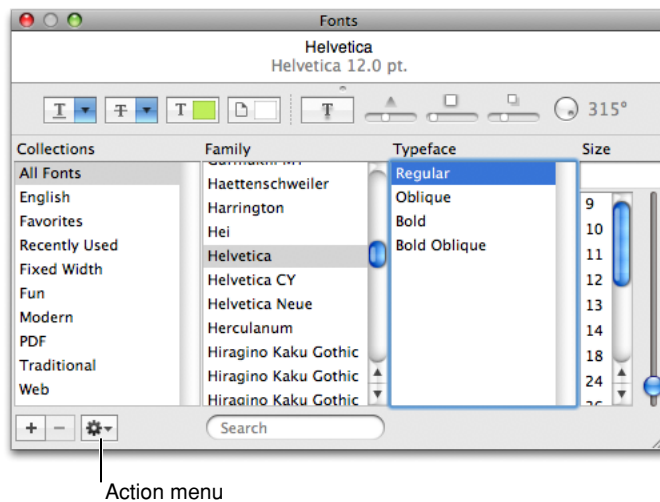 Fonts
Helvetica
Helvetica 12.0 pt.
T T T T 315°
Collections Family Typeface Size
All Fonts
English
Favorites
Recently Used
Fixed Width
Fun
Modern
PDF
Traditional
Web
Haettenschweiler
Harrington
Hei
Helvetica
Helvetica CY
Helvetica Neue
Herculanum
Hiragino Kaku Gothic
Hiragino Kaku Gothic
Hiragino Kaku Gothic
Regular
Oblique
Bold
Bold Oblique
9
10
11
12
13
14
18
24
Search
Action menu